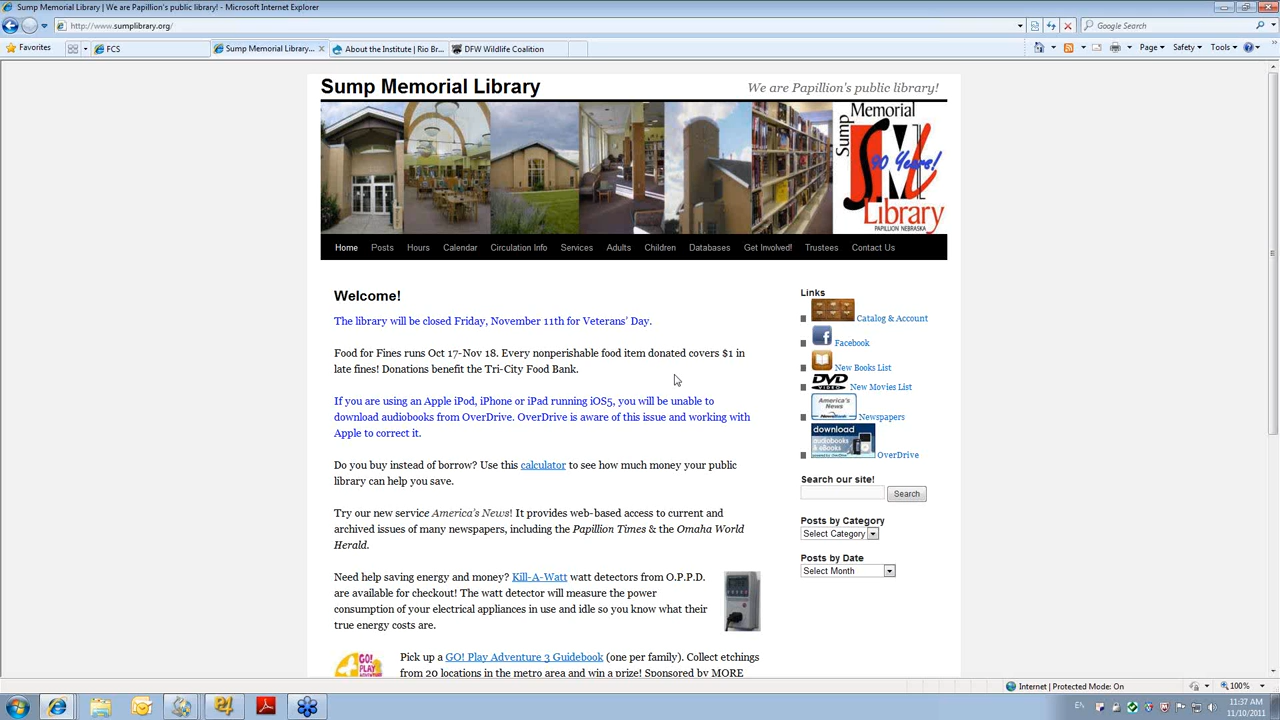 Sump Memorial Library | We are Papillion's public library! - Microsoft Internet Explorer
http://www.sumplibrary.org/
Google Search
Favorites
FCS
Sump Memorial Library...
About the Institute | Rio Br...
DFW Wildlife Coalition
Page
Safety
Tools
Sump Memorial Library
We are Papillion's public library!
Sump Memorial
SML
90 Years!
Library
PAPILLION NEBRASKA
Home Posts Hours Calendar Circulation Info Services Adults Children Databases Get Involved! Trustees Contact Us
Welcome!
The library will be closed Friday, November 11th for Veterans' Day.
Food for Fines runs Oct 17-Nov 18. Every nonperishable food item donated covers $1 in
late fines! Donations benefit the Tri-City Food Bank.
If you are using an Apple iPod, iPhone or iPad running iOS5, you will be unable to
download audiobooks from OverDrive. OverDrive is aware of this issue and working with
Apple to correct it.
Do you buy instead of borrow? Use this calculator to see how much money your public
library can help you save.
Try our new service America's News! It provides web-based access to current and
archived issues of many newspapers, including the Papillion Times & the Omaha World
Herald.
Need help saving energy and money? Kill-A-Watt watt detectors from O.P.P.D.
are available for checkout! The watt detector will measure the power
consumption of your electrical appliances in use and idle so you know what their
true energy costs are.
GO!
PLAY
Pick up a GO! Play Adventure 3 Guidebook (one per family). Collect etchings
from 20 locations in the metro area and win a prize! Sponsored by MORE
Links
Catalog & Account
Facebook
New Books List
DVD
VIDEO
New Movies List
America's
News
Newspapers
download
audiobooks
& eBooks
OverDrive
Search our site!
Search
Posts by Category
Select Category
Posts by Date
Select Month
Internet | Protected Mode: On
100%
EN
11:37 AM
11/10/2011